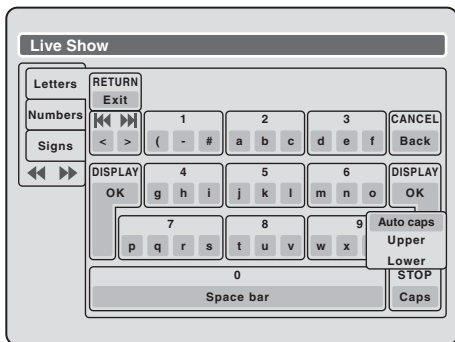 Live Show
Letters
Numbers
Signs
RETURN
Exit
1 2 3 CANCEL
< > ( - # a b c d e f Back
DISPLAY 4 5 6 DISPLAY
OK g h i j k l m n o OK
7 8 9
p q r s t u v w x
Auto caps
Upper
Lower
0 STOP
Space bar Caps